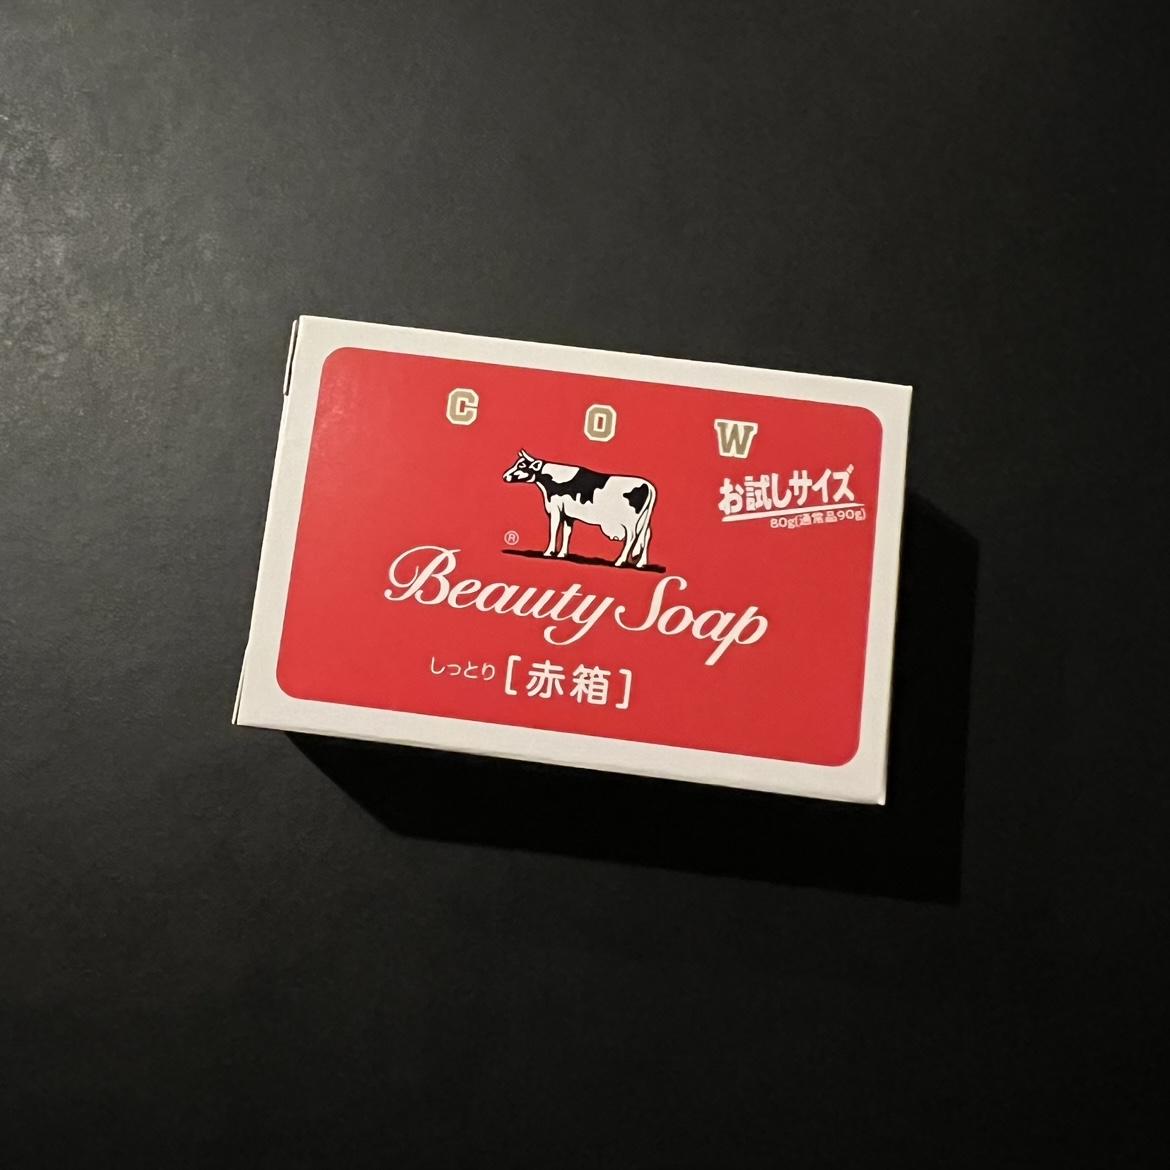 COW
お試しサイズ
80g(通常品90g)
®
Beauty Soap
しっとり[赤箱]